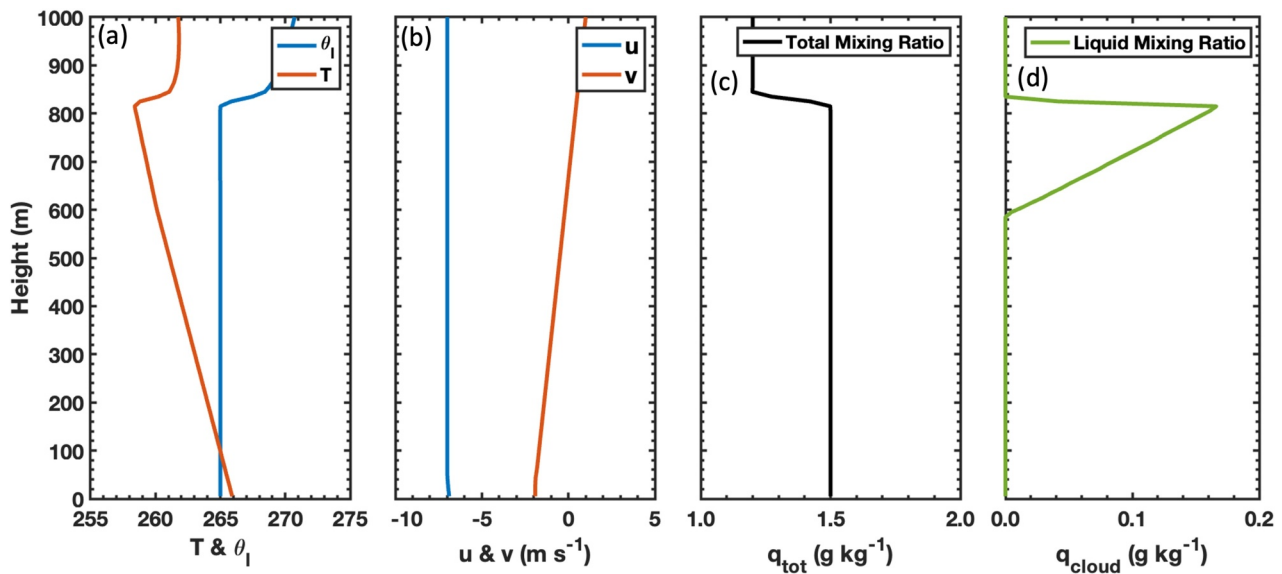 (a)
θl
T
1000
900
800
700
600
500
400
300
200
100
0
Height (m)
255
260
265
270
275
T & θl
(b)
u
v
-10
-5
0
5
u & v (m s-1)
Total Mixing Ratio
(c)
1.0
1.5
2.0
qtot (g kg-1)
Liquid Mixing Ratio
(d)
0.0
0.1
0.2
qcloud (g kg-1)